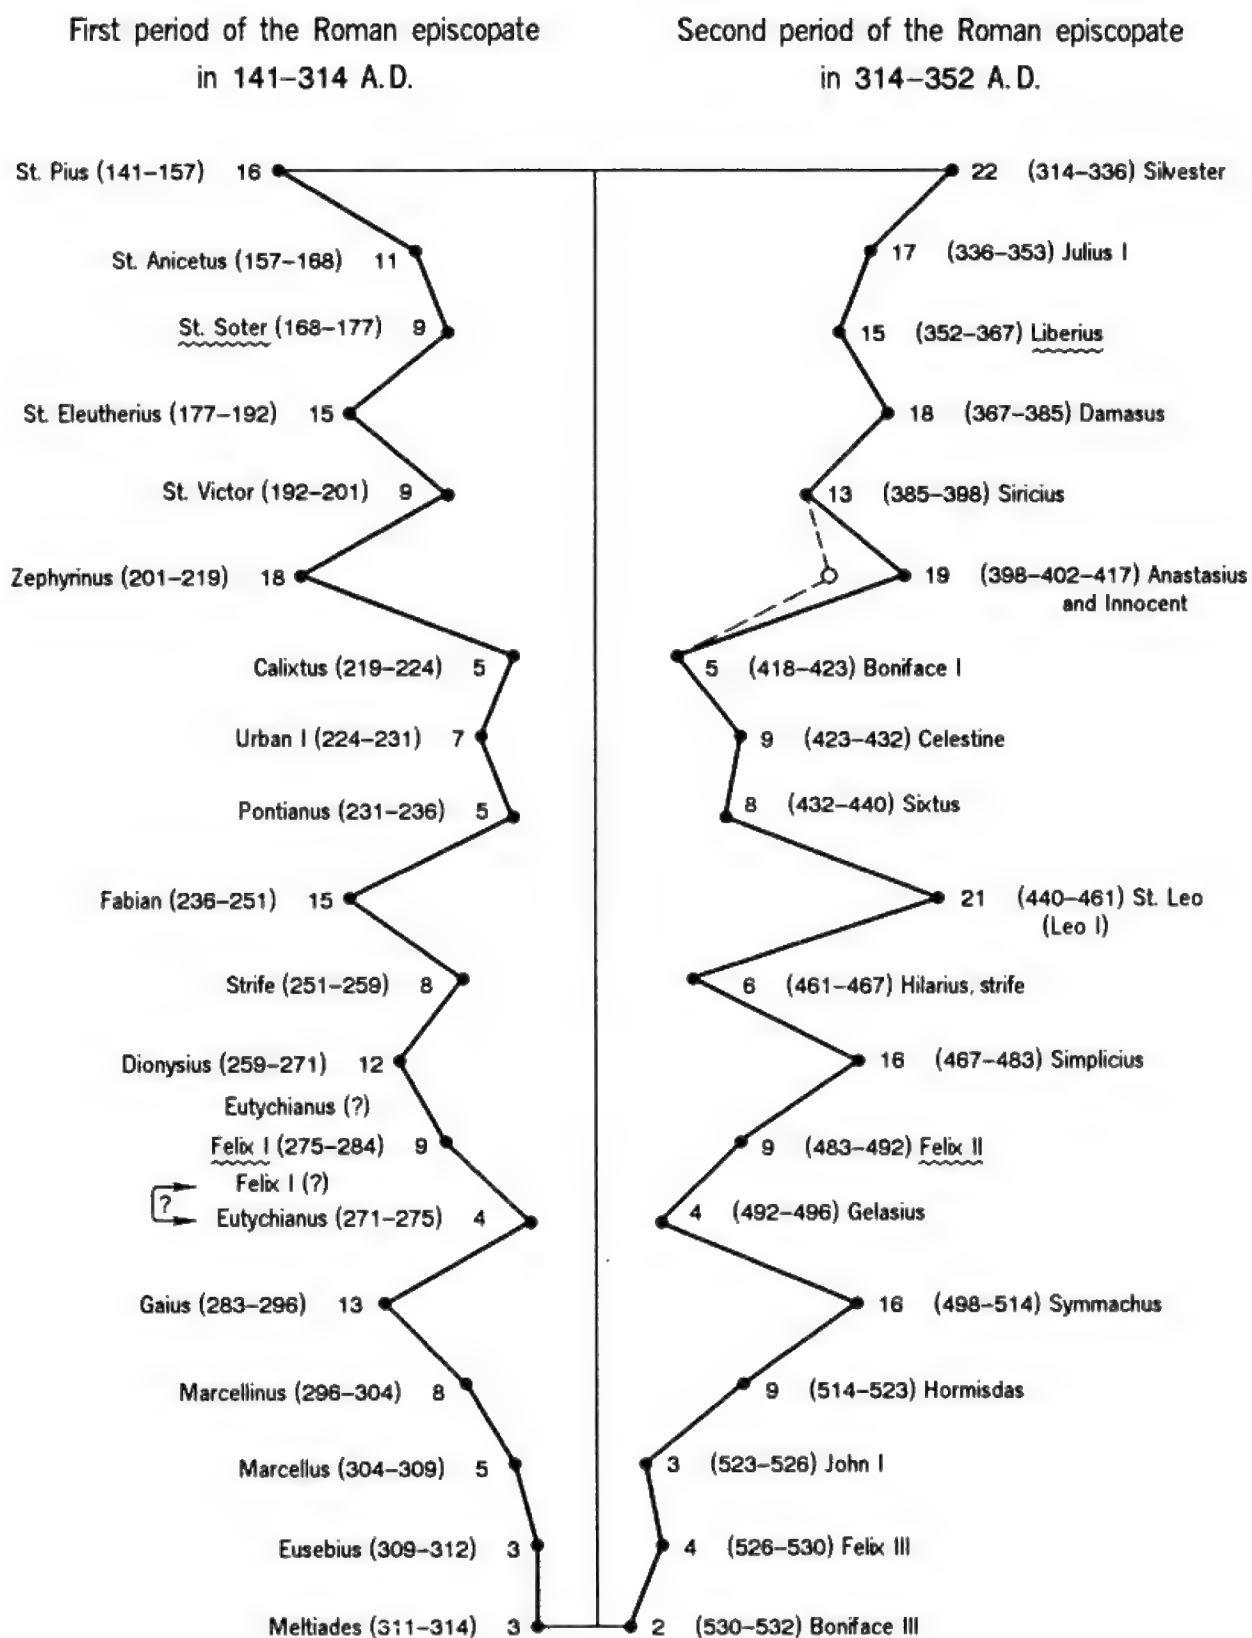 First period of the Roman episcopate
in 141–314 A.D.
Second period of the Roman episcopate
in 314–352 A.D.
St. Pius (141–157) 16
22 (314–336) Silvester
St. Anicetus (157–168) 11
17 (336–353) Julius I
St. Soter (168–177) 9
15 (352–367) Liberius
St. Eleutherius (177–192) 15
18 (367–385) Damasus
St. Victor (192–201) 9
13 (385–398) Siricius
Zephyrinus (201–219) 18
19 (398–402–417) Anastasius
and Innocent
Calixtus (219–224) 5
5 (418–423) Boniface I
Urban I (224–231) 7
9 (423–432) Celestine
Pontianus (231–236) 5
8 (432–440) Sixtus
Fabian (236–251) 15
21 (440–461) St. Leo
(Leo I)
Strife (251–259) 8
6 (461–467) Hilarius, strife
Dionysius (259–271) 12
16 (467–483) Simplicius
Eutychianus (?)
Felix I (275–284) 9
9 (483–492) Felix II
Felix I (?)
?
Eutychianus (271–275) 4
4 (492–496) Gelasius
Gaius (283–296) 13
16 (498–514) Symmachus
Marcellinus (296–304) 8
9 (514–523) Hormisdas
Marcellus (304–309) 5
3 (523–526) John I
Eusebius (309–312) 3
4 (526–530) Felix III
Meltiades (311–314) 3
2 (530–532) Boniface III